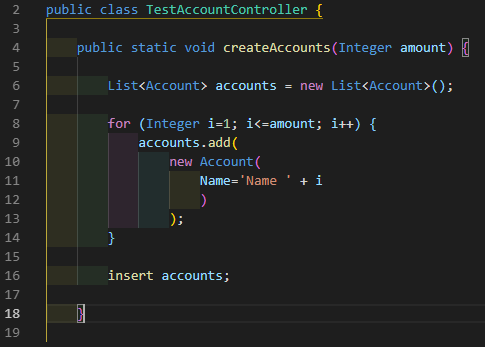 2 public class TestAccountController {
3
4 public static void createAccounts(Integer amount) {
5
6 List<Account> accounts = new List<Account>();
7
8 for (Integer i=1; i<=amount; i++) {
9 accounts.add(
10 new Account(
11 Name='Name ' + i
12 )
13 );
14 }
15
16 insert accounts;
17
18 }
19